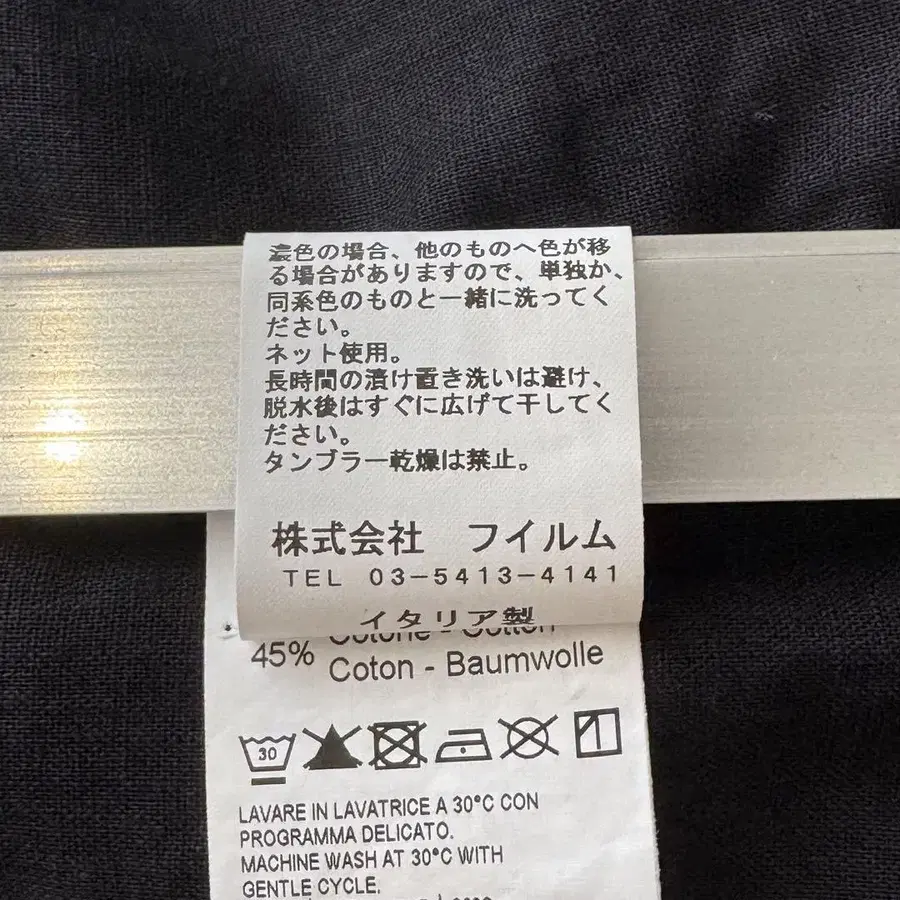 濃色の場合、他のものへ色が移
る場合がありますので、単独か、
同系色のものと一緒に洗ってく
ださい。
ネット使用。
長時間の漬け置き洗いは避け、
脱水後はすぐに広げて干してく
ださい。
タンブラー乾燥は禁止。
株式会社　フイルム
TEL 03-5413-4141
イタリア製
Cotone - Cotton
45% Coton - Baumwolle
30
LAVARE IN LAVATRICE A 30°C CON
PROGRAMMA DELICATO.
MACHINE WASH AT 30°C WITH
GENTLE CYCLE.